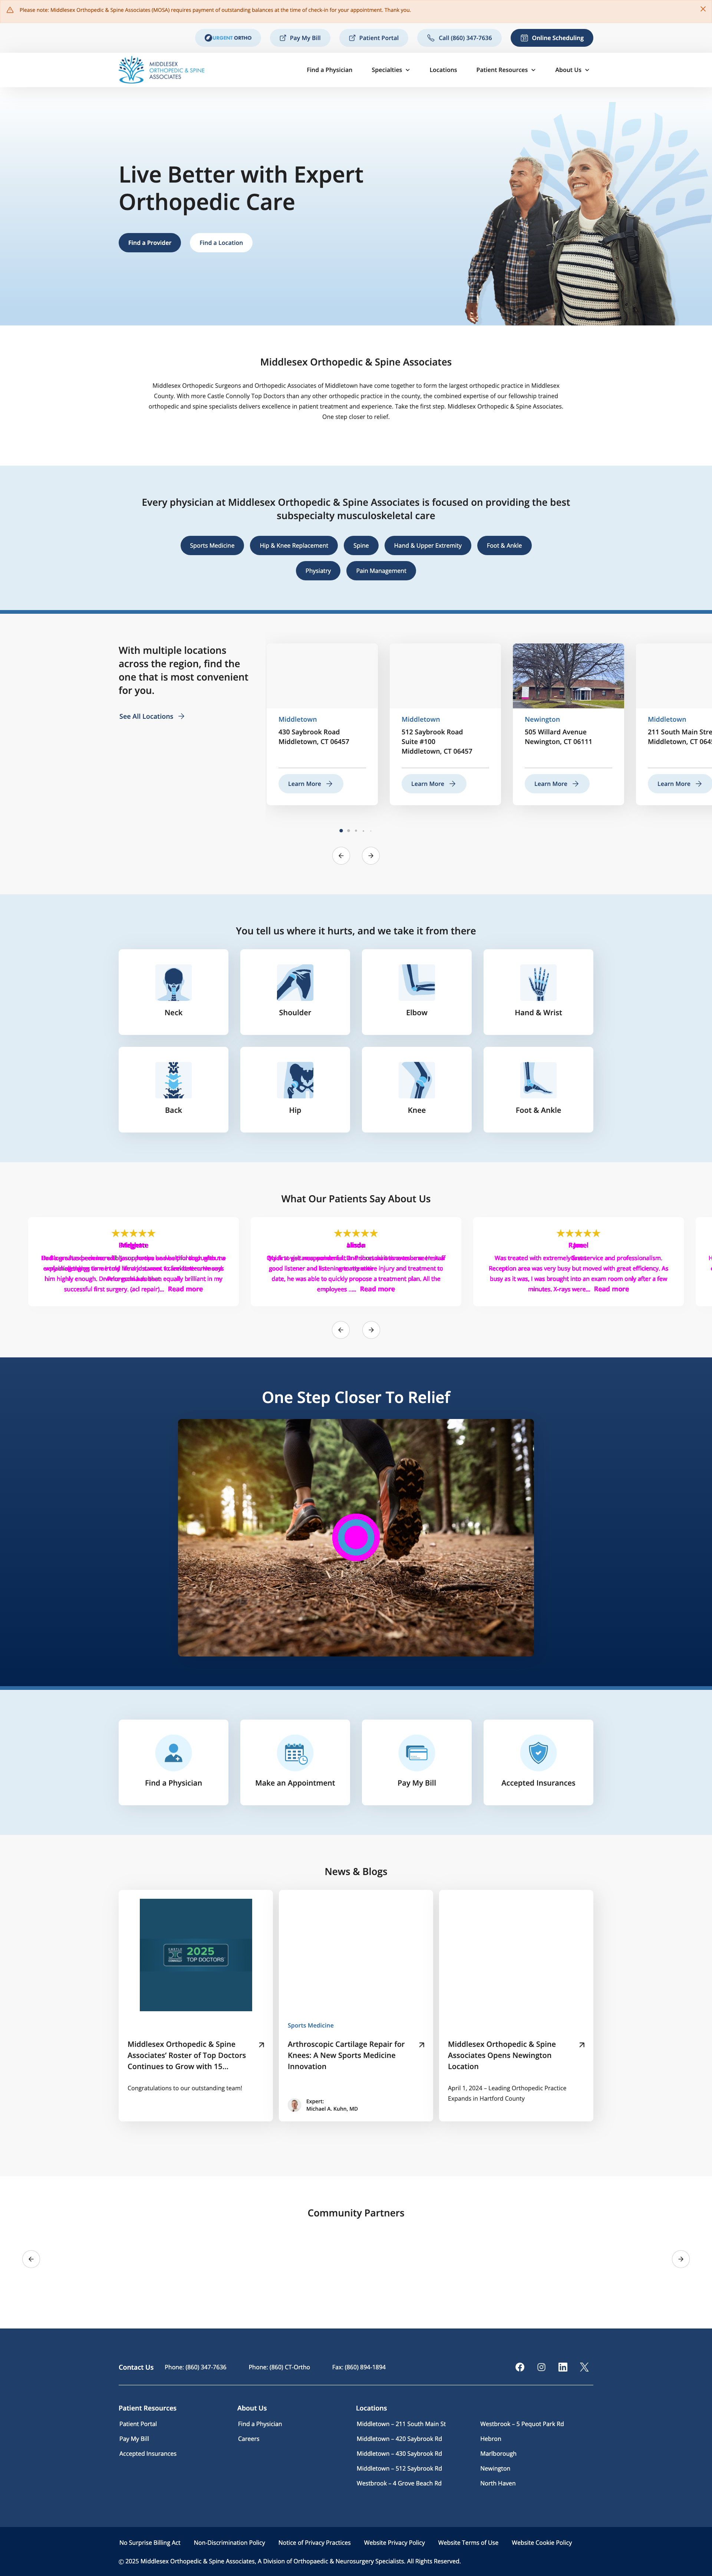 Please note: Middlesex Orthopedic & Spine Associates (MOSA) requires payment of outstanding balances at the time of check-in for your appointment. Thank you.
URGENT ORTHO
Pay My Bill
Patient Portal
Call (860) 347-7636
Online Scheduling
MIDDLESEX
ORTHOPEDIC & SPINE
ASSOCIATES
Find a Physician
Specialties
Locations
Patient Resources
About Us
Live Better with Expert
Orthopedic Care
Find a Provider
Find a Location
Middlesex Orthopedic & Spine Associates
Middlesex Orthopedic Surgeons and Orthopedic Associates of Middletown have come together to form the largest orthopedic practice in Middlesex
County. With more Castle Connolly Top Doctors than any other orthopedic practice in the county, the combined expertise of our fellowship trained
orthopedic and spine specialists delivers excellence in patient treatment and experience. Take the first step. Middlesex Orthopedic & Spine Associates.
One step closer to relief.
Every physician at Middlesex Orthopedic & Spine Associates is focused on providing the best
subspecialty musculoskeletal care
Sports Medicine
Hip & Knee Replacement
Spine
Hand & Upper Extremity
Foot & Ankle
Physiatry
Pain Management
With multiple locations
across the region, find the
one that is most convenient
for you.
See All Locations
Middletown
430 Saybrook Road
Middletown, CT 06457
Learn More
Middletown
512 Saybrook Road
Suite #100
Middletown, CT 06457
Learn More
Newington
505 Willard Avenue
Newington, CT 06111
Learn More
Middletown
211 South Main Stre
Middletown, CT 064
Learn More
You tell us where it hurts, and we take it from there
Neck
Shoulder
Elbow
Hand & Wrist
Back
Hip
Knee
Foot & Ankle
What Our Patients Say About Us
him highly enough.
successful first surgery. (acl repair)... Read more
good listener and
date, he was able to quickly propose a treatment plan. All the
employees .... Read more
Was treated with extremely
service and professionalism.
Reception area was very busy but moved with great efficiency. As
busy as it was, I was brought into an exam room only after a few
minutes. X-rays were... Read more
One Step Closer To Relief
Find a Physician
Make an Appointment
Pay My Bill
Accepted Insurances
News & Blogs
2025
TOP DOCTORS
Middlesex Orthopedic & Spine
Associates' Roster of Top Doctors
Continues to Grow with 15...
Congratulations to our outstanding team!
Sports Medicine
Arthroscopic Cartilage Repair for
Knees: A New Sports Medicine
Innovation
Expert:
Michael A. Kuhn, MD
Middlesex Orthopedic & Spine
Associates Opens Newington
Location
April 1, 2024 – Leading Orthopedic Practice
Expands in Hartford County
Community Partners
Contact Us
Phone: (860) 347-7636
Phone: (860) CT-Ortho
Fax: (860) 894-1894
Patient Resources
Patient Portal
Pay My Bill
Accepted Insurances
About Us
Find a Physician
Careers
Locations
Middletown – 211 South Main St
Middletown – 420 Saybrook Rd
Middletown – 430 Saybrook Rd
Middletown – 512 Saybrook Rd
Westbrook – 4 Grove Beach Rd
Westbrook – 5 Pequot Park Rd
Hebron
Marlborough
Newington
North Haven
No Surprise Billing Act
Non-Discrimination Policy
Notice of Privacy Practices
Website Privacy Policy
Website Terms of Use
Website Cookie Policy
© 2025 Middlesex Orthopedic & Spine Associates, A Division of Orthopaedic & Neurosurgery Specialists. All Rights Reserved.